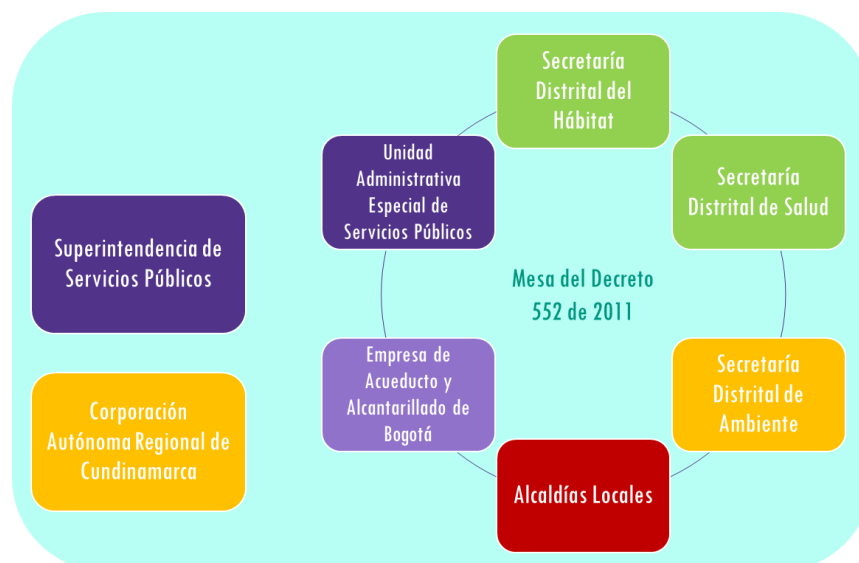 Secretaría
Distrital del
Hábitat
Unidad
Administrativa
Especial de
Servicios Públicos
Secretaría
Distrital de Salud
Superintendencia de
Servicios Públicos
Mesa del Decreto
552 de 2011
Empresa de
Acueducto y
Alcantarillado de
Bogotá
Secretaría
Distrital de
Ambiente
Corporación
Autónoma Regional de
Cundinamarca
Alcaldías Locales